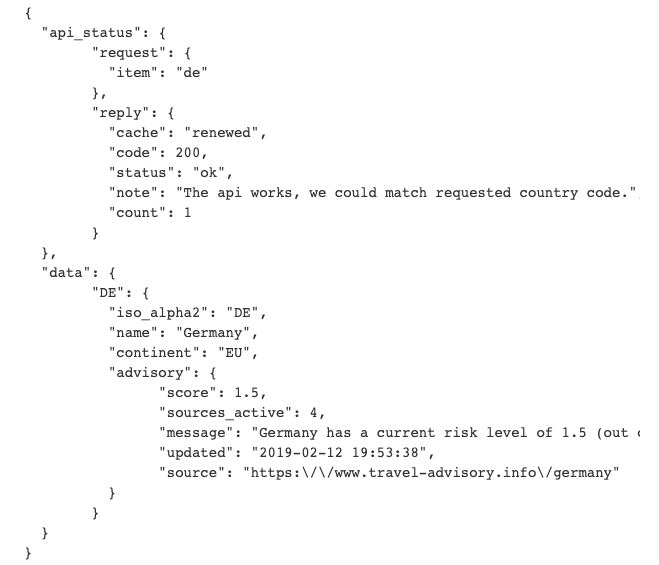 {
"api_status": {
"request": {
"item": "de"
},
"reply": {
"cache": "renewed",
"code": 200,
"status": "ok",
"note": "The api works, we could match requested country code.",
"count": 1
}
},
"data": {
"DE": {
"iso_alpha2": "DE",
"name": "Germany",
"continent": "EU",
"advisory": {
"score": 1.5,
"sources_active": 4,
"message": "Germany has a current risk level of 1.5 (out
"updated": "2019-02-12 19:53:38",
"source": "https:\/\/www.travel-advisory.info\/germany"
}
}
}
}